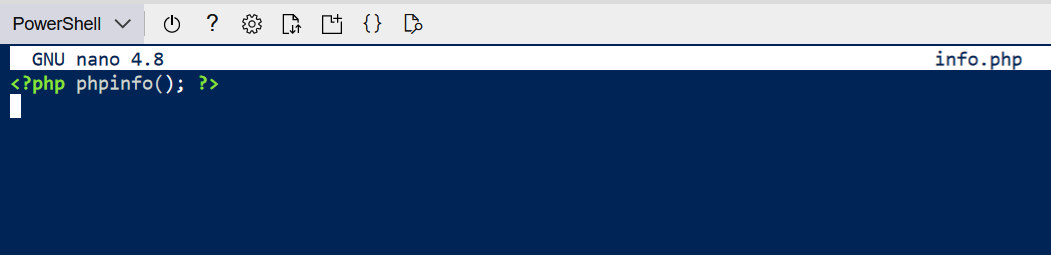 PowerShell ?
GNU nano 4.8 info.php
<?php phpinfo(); ?>